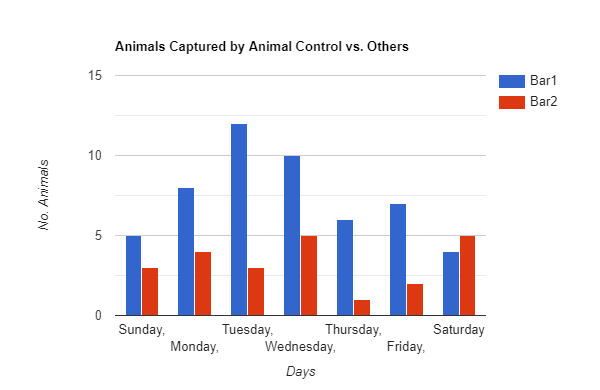 Animals Captured by Animal Control vs. Others
15
Bar1
Bar2
10
No. Animals
5
0
Sunday, Tuesday, Thursday, Saturday
Monday, Wednesday, Friday,
Days